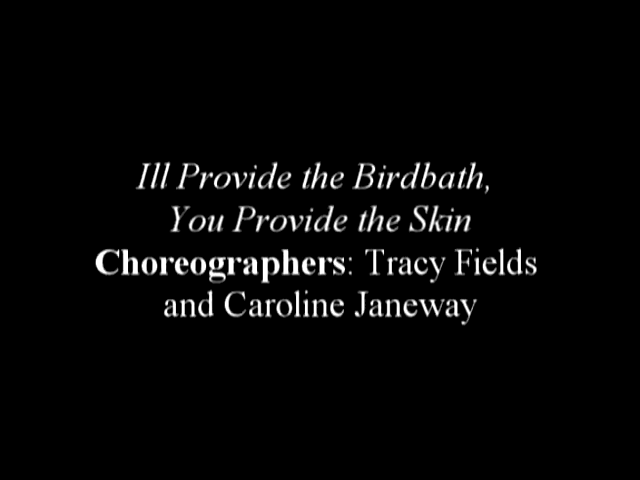 Ill Provide the Birdbath,
You Provide the Skin
Choreographers: Tracy Fields
and Caroline Janeway